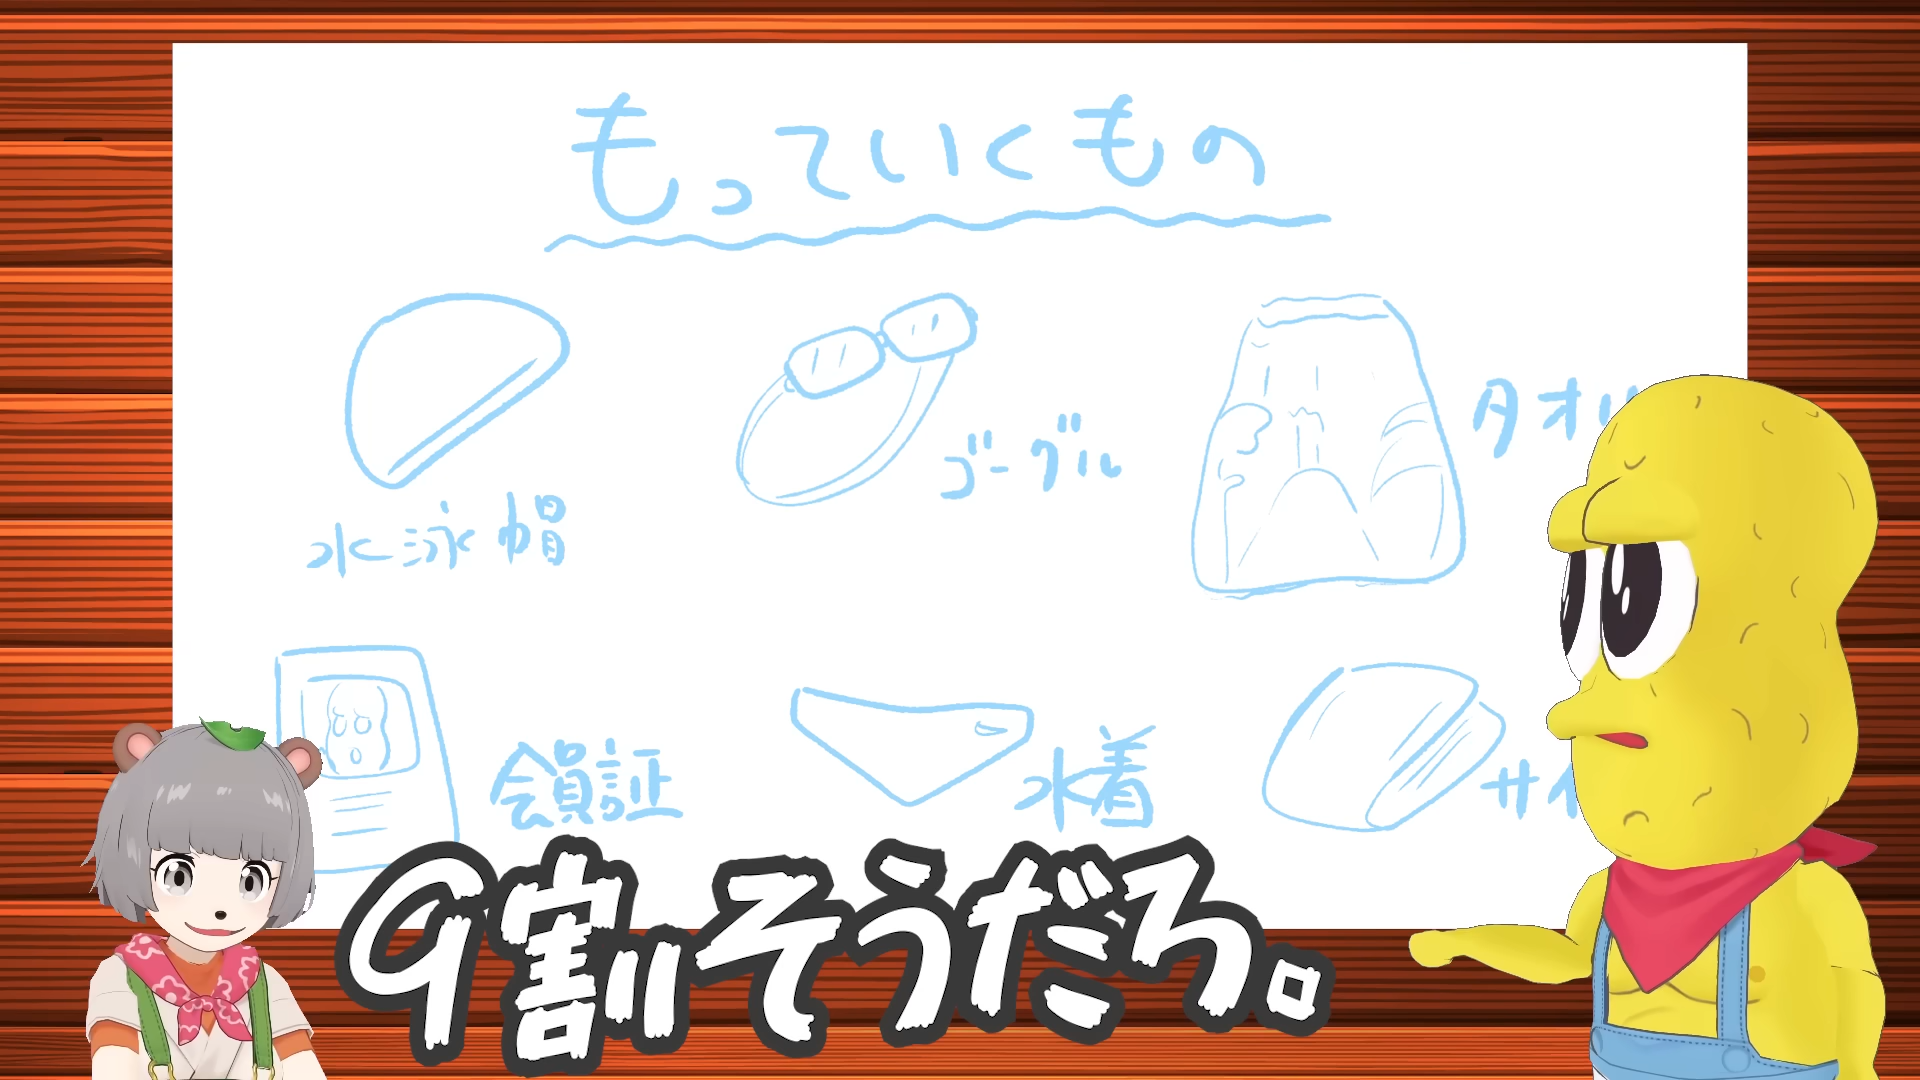 もっていくもの
水泳帽
ゴーグル
タオル
会員証
水着
サイ
9割そうだろ。